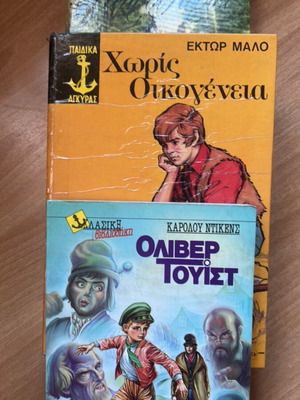 ΠΑΙΔΙΚΑ
ΑΓΚΥΡΑΣ
ΕΚΤΩΡ ΜΑΛΟ
Χωρίς
Οικογένεια
ΚΛΑΣΙΚΗ
ΚΑΡΟΛΟΥ ΝΤΙΚΕΝΣ
ΟΛΙΒΕΡ
ΤΟΥΙΣΤ